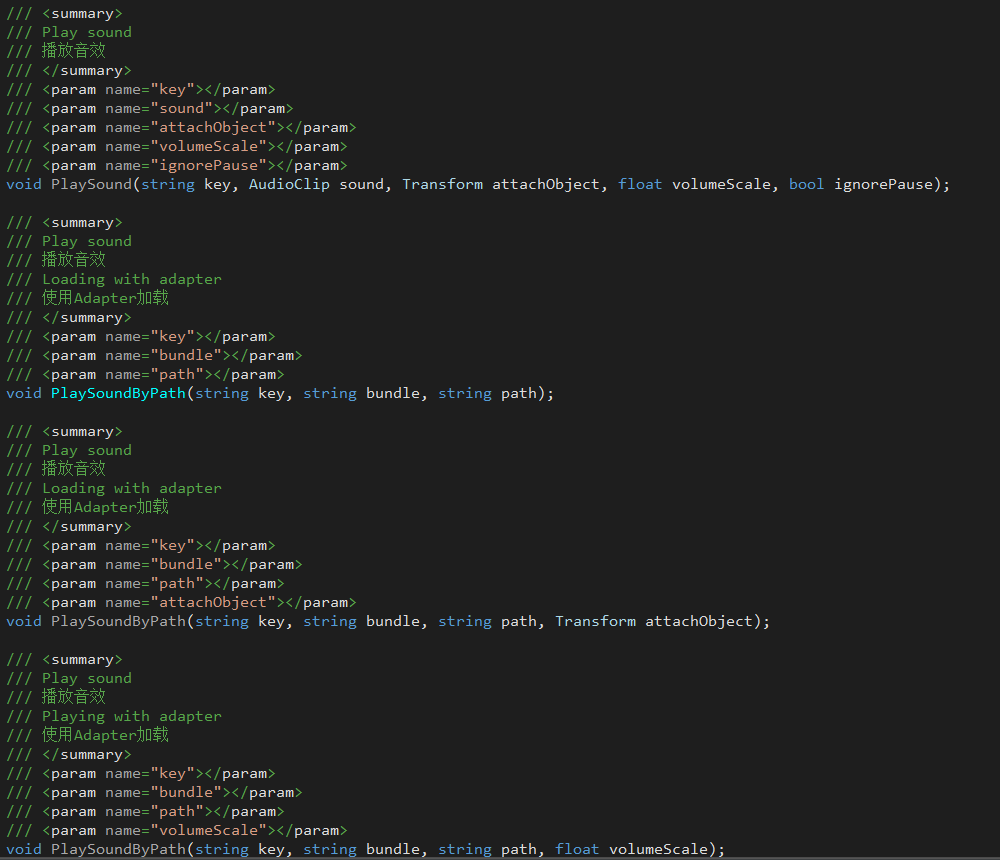 /// <summary>
/// Play sound
/// 播放音效
/// </summary>
/// <param name="key"></param>
/// <param name="sound"></param>
/// <param name="attachObject"></param>
/// <param name="volumeScale"></param>
/// <param name="ignorePause"></param>
void PlaySound(string key, AudioClip sound, Transform attachObject, float volumeScale, bool ignorePause);
/// <summary>
/// Play sound
/// 播放音效
/// Loading with adapter
/// 使用Adapter加载
/// </summary>
/// <param name="key"></param>
/// <param name="bundle"></param>
/// <param name="path"></param>
void PlaySoundByPath(string key, string bundle, string path);
/// <summary>
/// Play sound
/// 播放音效
/// Loading with adapter
/// 使用Adapter加载
/// </summary>
/// <param name="key"></param>
/// <param name="bundle"></param>
/// <param name="path"></param>
/// <param name="attachObject"></param>
void PlaySoundByPath(string key, string bundle, string path, Transform attachObject);
/// <summary>
/// Play sound
/// 播放音效
/// Playing with adapter
/// 使用Adapter加载
/// </summary>
/// <param name="key"></param>
/// <param name="bundle"></param>
/// <param name="path"></param>
/// <param name="volumeScale"></param>
void PlaySoundByPath(string key, string bundle, string path, float volumeScale);